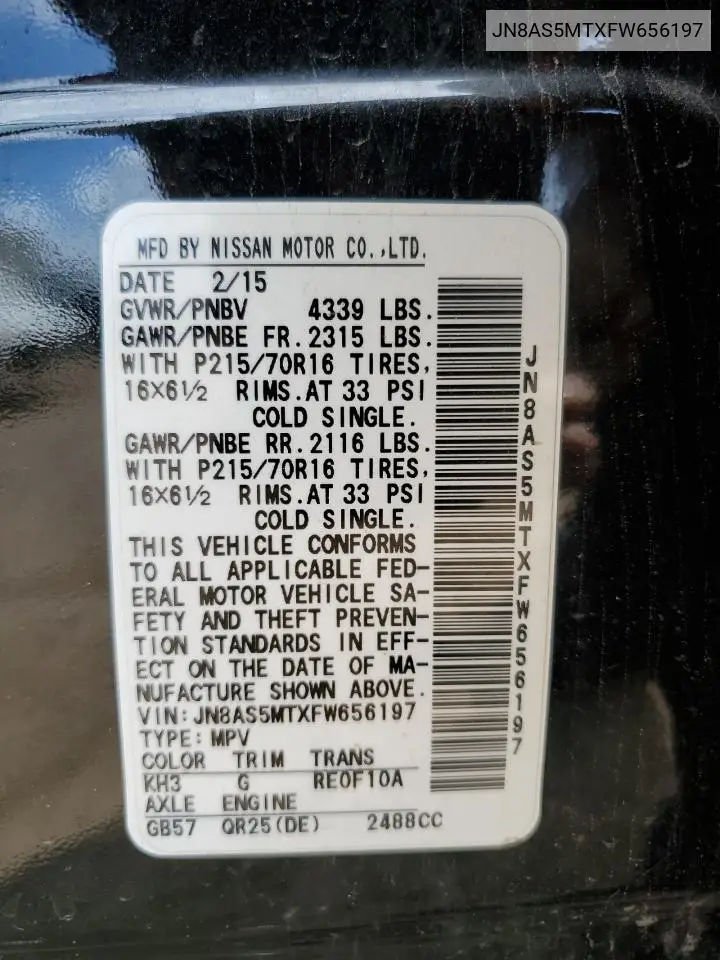 JN8AS5MTXFW656197
MFD BY NISSAN MOTOR CO.,LTD.
DATE 2/15
GVWR/PNBV 4339 LBS.
GAWR/PNBE FR.2315 LBS.
WITH P215/70R16 TIRES,
16X6½ RIMS.AT 33 PSI
COLD SINGLE.
GAWR/PNBE RR.2116 LBS.
WITH P215/70R16 TIRES,
16X6½ RIMS.AT 33 PSI
COLD SINGLE.
THIS VEHICLE CONFORMS
TO ALL APPLICABLE FED-
ERAL MOTOR VEHICLE SA-
FETY AND THEFT PREVEN-
TION STANDARDS IN EFF-
ECT ON THE DATE OF MA-
NUFACTURE SHOWN ABOVE.
VIN:JN8AS5MTXFW656197
TYPE:MPV
COLOR TRIM TRANS
KH3 G RE0F10A
AXLE ENGINE
GB57 QR25(DE) 2488CC
JN8AS5MTXFW656197